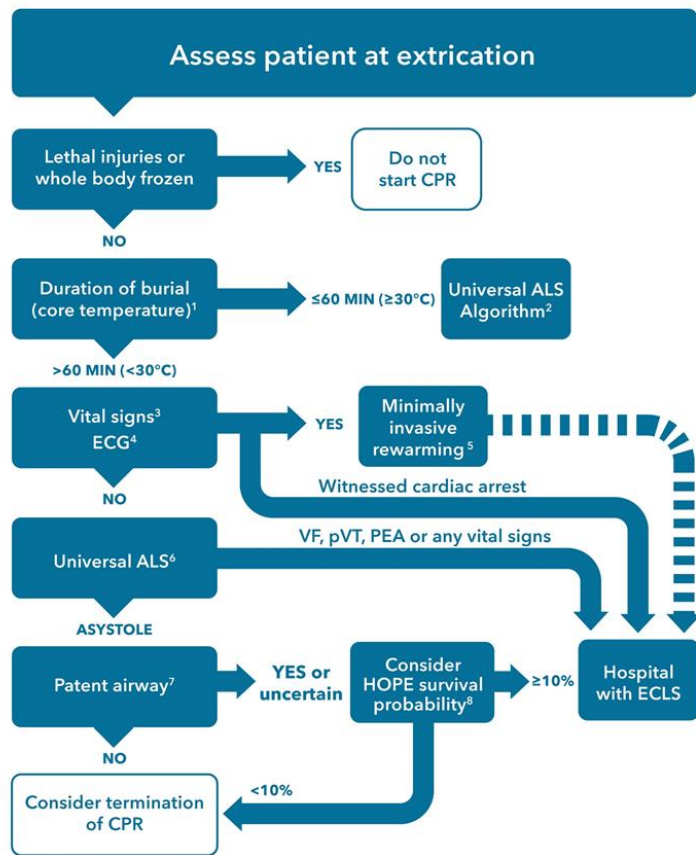 Assess patient at extrication
Lethal injuries or
whole body frozen
YES
Do not
start CPR
NO
Duration of burial
(core temperature)¹
≤60 MIN (≥30°C)
Universal ALS
Algorithm²
>60 MIN (<30°C)
Vital signs³
ECG⁴
YES
Minimally
invasive
rewarming⁵
Witnessed cardiac arrest
NO
VF, pVT, PEA or any vital signs
Universal ALS⁶
ASYSTOLE
Patent airway⁷
YES or
uncertain
Consider
HOPE survival
probability⁸
≥10%
Hospital
with ECLS
NO
<10%
Consider termination
of CPR